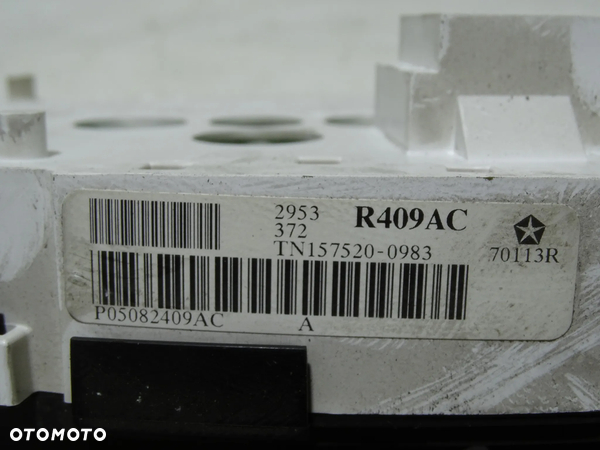 2953 R409AC
372
TN157520-0983 70113R
P05082409AC A
OTOMOTO